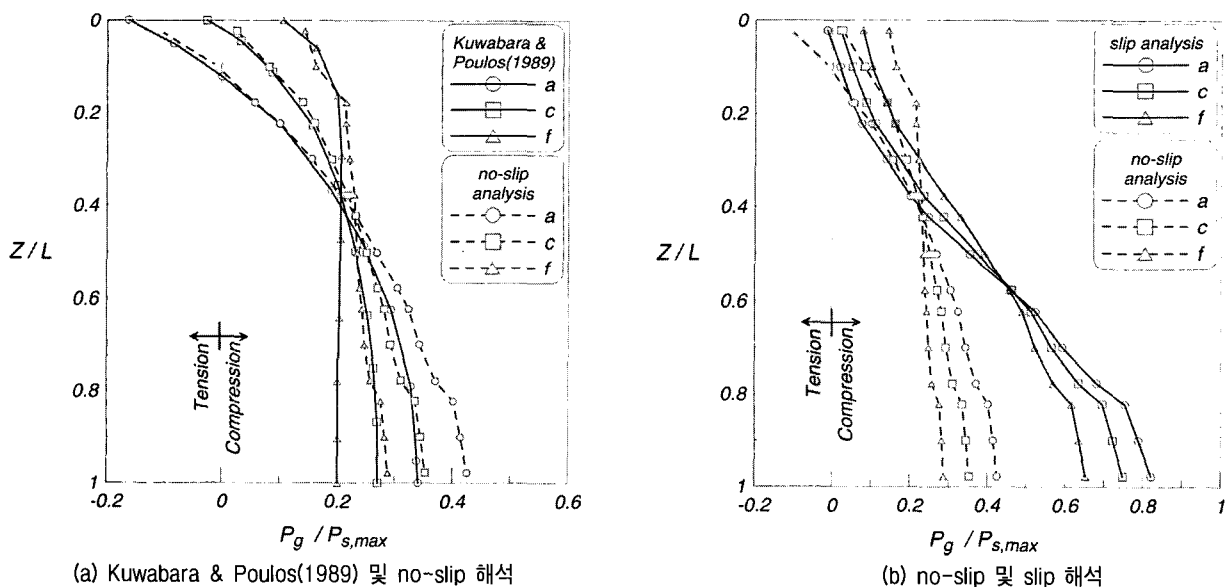 0
0.2
0.4
Z / L
0.6
0.8
1
-0.2
0
0.2
0.4
0.6
P_g / P_s,max
Kuwabara &
Poulos(1989)
a
c
f
no-slip
analysis
a
c
f
Tension
Compression
(a) Kuwabara & Poulos(1989) 및 no-slip 해석
0
0.2
0.4
Z / L
0.6
0.8
1
-0.2
0
0.2
0.4
0.6
0.8
1
P_g / P_s,max
slip analysis
a
c
f
no-slip
analysis
a
c
f
Tension
Compression
(b) no-slip 및 slip 해석